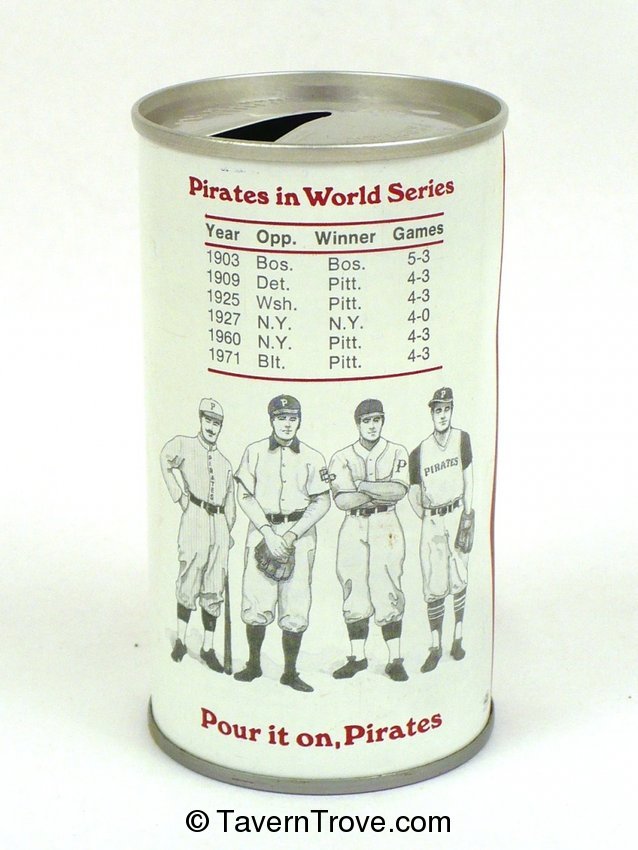 Pirates in World Series
Year Opp. Winner Games
1903 Bos. Bos. 5-3
1909 Det. Pitt. 4-3
1925 Wsh. Pitt. 4-3
1927 N.Y. N.Y. 4-0
1960 N.Y. Pitt. 4-3
1971 Blt. Pitt. 4-3
P P P
PIRATES PIRATES
Pour it on, Pirates
© TavernTrove.com